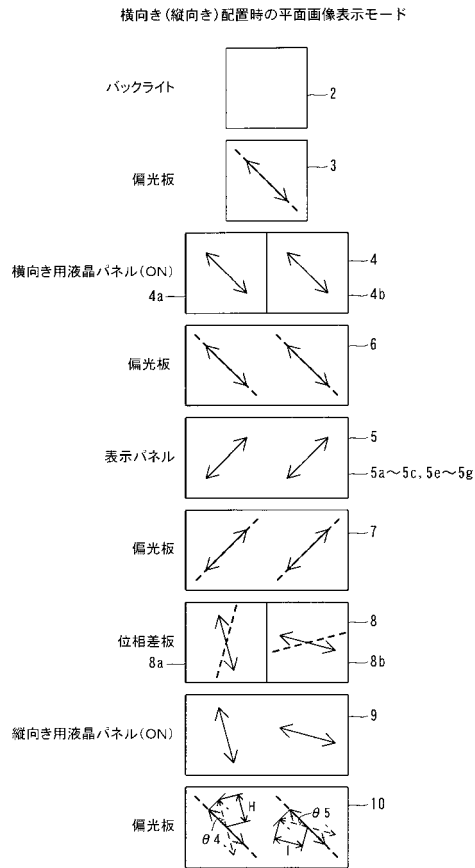 横向き(縦向き)配置時の平面画像表示モード
バックライト
2
偏光板
3
横向き用液晶パネル(ON)
4a
4
4b
偏光板
6
表示パネル
5
5a～5c, 5e～5g
偏光板
7
位相差板
8a
8
8b
縦向き用液晶パネル(ON)
9
偏光板
10
H
θ4
I
θ5